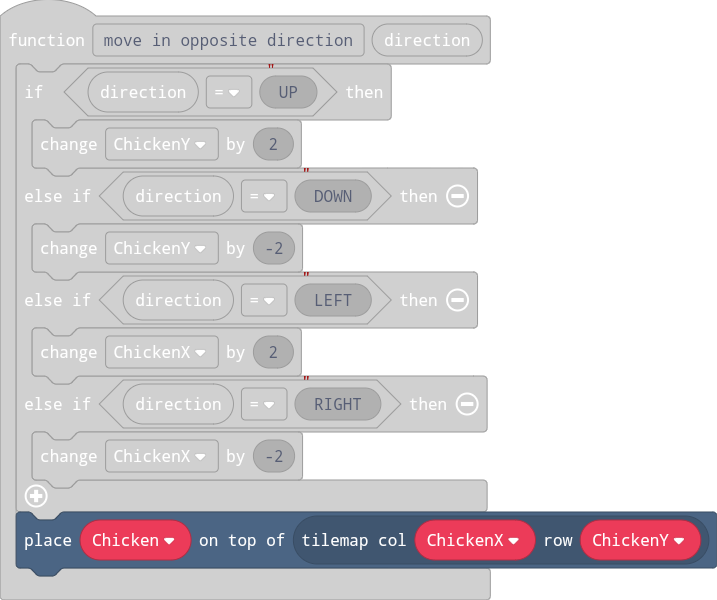 function move in opposite direction direction
if direction = " UP then
change ChickenY by 2
else if direction = " DOWN then
change ChickenY by -2
else if direction = " LEFT then
change ChickenX by 2
else if direction = " RIGHT then
change ChickenX by -2
place Chicken on top of tilemap col ChickenX row ChickenY